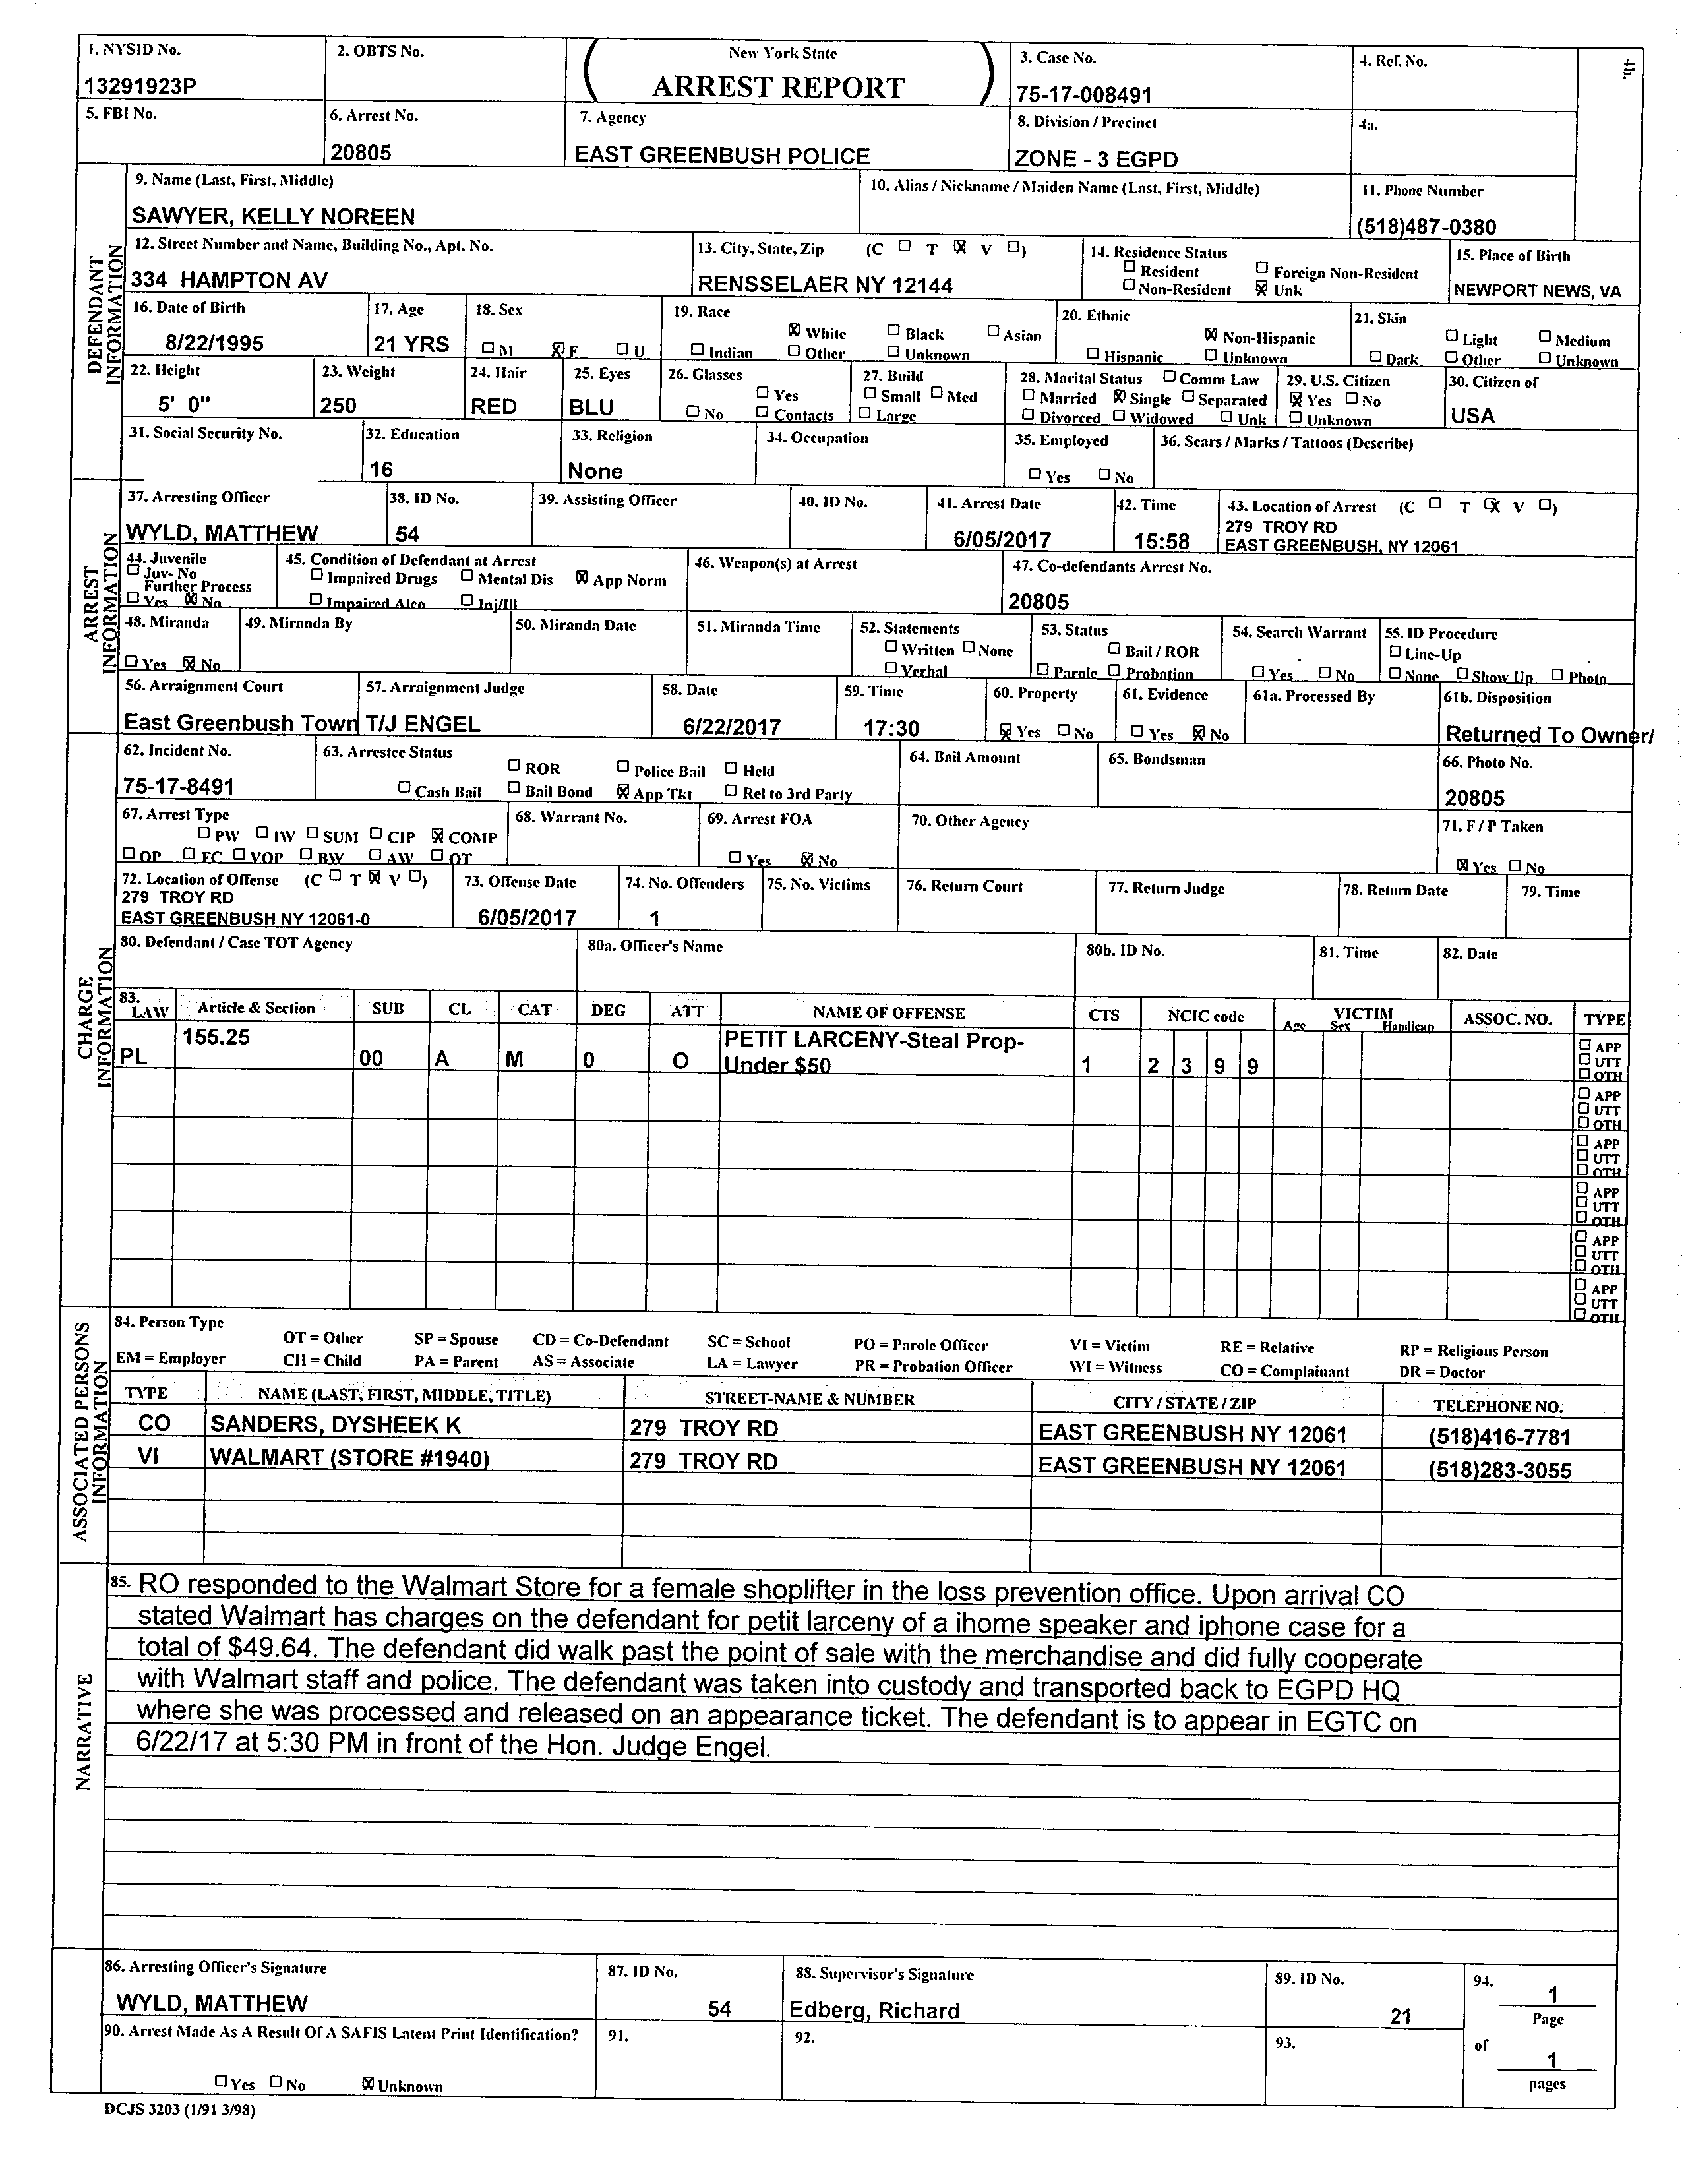 1. NYSID No.
13291923P
2. OBTS No.
New York State
ARREST REPORT
3. Case No.
75-17-008491
4. Ref. No.
4b.
5. FBI No.
6. Arrest No.
20805
7. Agency
EAST GREENBUSH POLICE
8. Division / Precinct
ZONE - 3 EGPD
4a.
DEFENDANT INFORMATION
9. Name (Last, First, Middle)
SAWYER, KELLY NOREEN
10. Alias / Nickname / Maiden Name (Last, First, Middle)
11. Phone Number
(518)487-0380
12. Street Number and Name, Building No., Apt. No.
334 HAMPTON AV
13. City, State, Zip (C ☐ T ☒ V ☐)
RENSSELAER NY 12144
14. Residence Status
☐ Resident ☐ Foreign Non-Resident
☐ Non-Resident ☒ Unk
15. Place of Birth
NEWPORT NEWS, VA
16. Date of Birth
8/22/1995
17. Age
21 YRS
18. Sex
☐ M ☒ F ☐ U
19. Race
☒ White ☐ Black ☐ Asian
☐ Indian ☐ Other ☐ Unknown
20. Ethnic
☒ Non-Hispanic
☐ Hispanic ☐ Unknown
21. Skin
☐ Light ☐ Medium
☐ Dark ☐ Other ☐ Unknown
22. Height
5' 0"
23. Weight
250
24. Hair
RED
25. Eyes
BLU
26. Glasses
☐ Yes
☐ No ☐ Contacts
27. Build
☐ Small ☐ Med
☐ Large
28. Marital Status ☐ Comm Law
☐ Married ☒ Single ☐ Separated
☐ Divorced ☐ Widowed ☐ Unk
29. U.S. Citizen
☒ Yes ☐ No
☐ Unknown
30. Citizen of
USA
31. Social Security No.
32. Education
16
33. Religion
None
34. Occupation
35. Employed
☐ Yes ☐ No
36. Scars / Marks / Tattoos (Describe)
ARREST INFORMATION
37. Arresting Officer
WYLD, MATTHEW
38. ID No.
54
39. Assisting Officer
40. ID No.
41. Arrest Date
6/05/2017
42. Time
15:58
43. Location of Arrest (C ☐ T ☒ V ☐)
279 TROY RD
EAST GREENBUSH, NY 12061
44. Juvenile
☐ Juv- No
Further Process
☐ Yes ☒ No
45. Condition of Defendant at Arrest
☐ Impaired Drugs ☐ Mental Dis ☒ App Norm
☐ Impaired Alco ☐ Inj/Ill
46. Weapon(s) at Arrest
47. Co-defendants Arrest No.
20805
48. Miranda
☐ Yes ☒ No
49. Miranda By
50. Miranda Date
51. Miranda Time
52. Statements
☐ Written ☐ None
☐ Verbal
53. Status
☐ Bail / ROR
☐ Parole ☐ Probation
54. Search Warrant
☐ Yes ☐ No
55. ID Procedure
☐ Line-Up
☐ None ☐ Show Up ☐ Photo
56. Arraignment Court
East Greenbush Town
57. Arraignment Judge
T/J ENGEL
58. Date
6/22/2017
59. Time
17:30
60. Property
☒ Yes ☐ No
61. Evidence
☐ Yes ☒ No
61a. Processed By
61b. Disposition
Returned To Owner/
CHARGE INFORMATION
62. Incident No.
75-17-8491
63. Arrestee Status
☐ ROR ☐ Police Bail ☐ Held
☐ Cash Bail ☐ Bail Bond ☒ App Tkt ☐ Rel to 3rd Party
64. Bail Amount
65. Bondsman
66. Photo No.
20805
67. Arrest Type
☐ PW ☐ IW ☐ SUM ☐ CIP ☒ COMP
☐ OP ☐ FC ☐ VOP ☐ BW ☐ AW ☐ OT
68. Warrant No.
69. Arrest FOA
☐ Yes ☒ No
70. Other Agency
71. F / P Taken
☒ Yes ☐ No
72. Location of Offense (C ☐ T ☒ V ☐)
279 TROY RD
EAST GREENBUSH NY 12061-0
73. Offense Date
6/05/2017
74. No. Offenders
1
75. No. Victims
76. Return Court
77. Return Judge
78. Return Date
79. Time
80. Defendant / Case TOT Agency
80a. Officer's Name
80b. ID No.
81. Time
82. Date
83. LAW Article & Section SUB CL CAT DEG ATT NAME OF OFFENSE CTS NCIC code VICTIM Age Sex Handicap ASSOC. NO. TYPE
PL 155.25 00 A M 0 O PETIT LARCENY-Steal Prop-
Under $50 1 2 3 9 9
☐ APP
☐ UTT
☐ OTH
☐ APP
☐ UTT
☐ OTH
☐ APP
☐ UTT
☐ OTH
☐ APP
☐ UTT
☐ OTH
☐ APP
☐ UTT
☐ OTH
☐ APP
☐ UTT
☐ OTH
ASSOCIATED PERSONS INFORMATION
84. Person Type
OT = Other SP = Spouse CD = Co-Defendant SC = School PO = Parole Officer VI = Victim RE = Relative RP = Religious Person
EM = Employer CH = Child PA = Parent AS = Associate LA = Lawyer PR = Probation Officer WI = Witness CO = Complainant DR = Doctor
TYPE NAME (LAST, FIRST, MIDDLE, TITLE) STREET-NAME & NUMBER CITY / STATE / ZIP TELEPHONE NO.
CO SANDERS, DYSHEEK K 279 TROY RD EAST GREENBUSH NY 12061 (518)416-7781
VI WALMART (STORE #1940) 279 TROY RD EAST GREENBUSH NY 12061 (518)283-3055
NARRATIVE
85. RO responded to the Walmart Store for a female shoplifter in the loss prevention office. Upon arrival CO
stated Walmart has charges on the defendant for petit larceny of a ihome speaker and iphone case for a
total of $49.64. The defendant did walk past the point of sale with the merchandise and did fully cooperate
with Walmart staff and police. The defendant was taken into custody and transported back to EGPD HQ
where she was processed and released on an appearance ticket. The defendant is to appear in EGTC on
6/22/17 at 5:30 PM in front of the Hon. Judge Engel.
86. Arresting Officer's Signature
WYLD, MATTHEW
87. ID No.
54
88. Supervisor's Signature
Edberg, Richard
89. ID No.
21
94.
1
Page
of
1
pages
90. Arrest Made As A Result Of A SAFIS Latent Print Identification?
☐ Yes ☐ No ☒ Unknown
91.
92.
93.
DCJS 3203 (1/91 3/98)